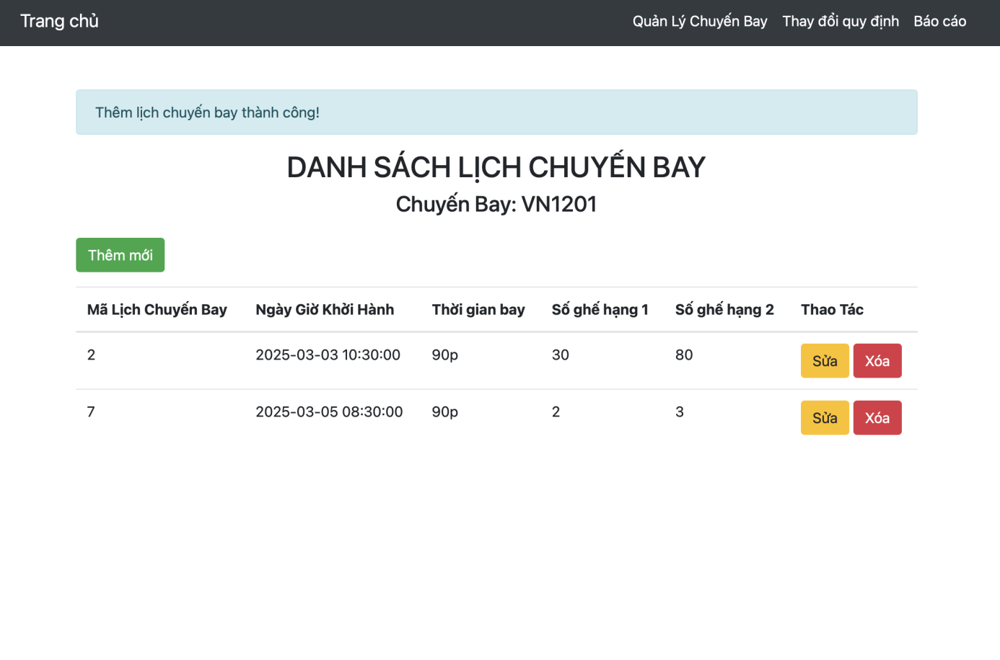 Trang chủ Quản Lý Chuyến Bay Thay đổi quy định Báo cáo
Thêm lịch chuyến bay thành công!
DANH SÁCH LỊCH CHUYẾN BAY
Chuyến Bay: VN1201
Thêm mới
Mã Lịch Chuyến Bay Ngày Giờ Khởi Hành Thời gian bay Số ghế hạng 1 Số ghế hạng 2 Thao Tác
2 2025-03-03 10:30:00 90p 30 80 Sửa Xóa
7 2025-03-05 08:30:00 90p 2 3 Sửa Xóa